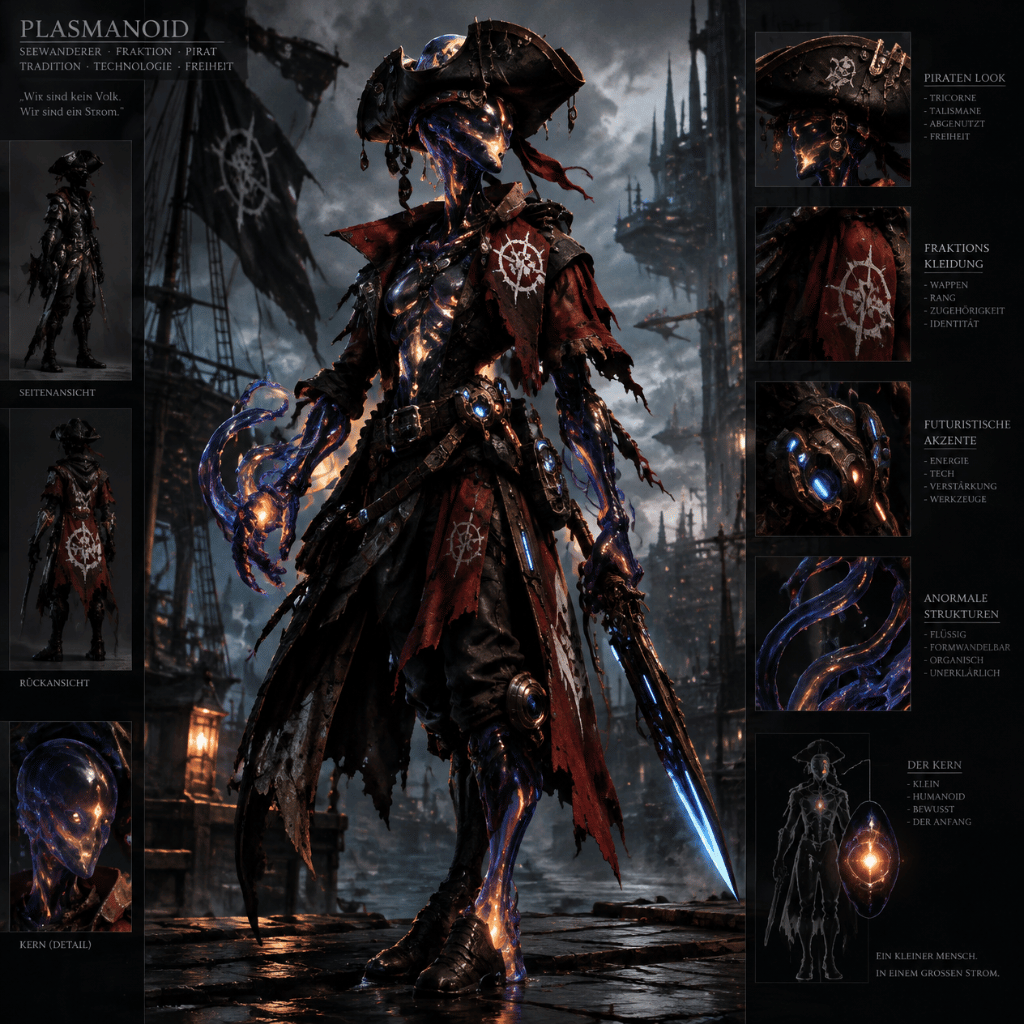 PLASMANOID
SEEWANDERER · FRAKTION · PIRAT
TRADITION · TECHNOLOGIE · FREIHEIT
„Wir sind kein Volk.
Wir sind ein Strom."
SEITENANSICHT
RÜCKANSICHT
KERN (DETAIL)
PIRATEN LOOK
- TRICORNE
- TALISMANE
- ABGENUTZT
- FREIHEIT
FRAKTIONS
KLEIDUNG
- WAPPEN
- RANG
- ZUGEHÖRIGKEIT
- IDENTITÄT
FUTURISTISCHE
AKZENTE
- ENERGIE
- TECH
- VERSTÄRKUNG
- WERKZEUGE
ANORMALE
STRUKTUREN
- FLÜSSIG
- FORMWANDELBAR
- ORGANISCH
- UNERKLÄRLICH
DER KERN
- KLEIN
- HUMANOID
- BEWUSST
- DER ANFANG
EIN KLEINER MENSCH.
IN EINEM GROSSEN STROM.